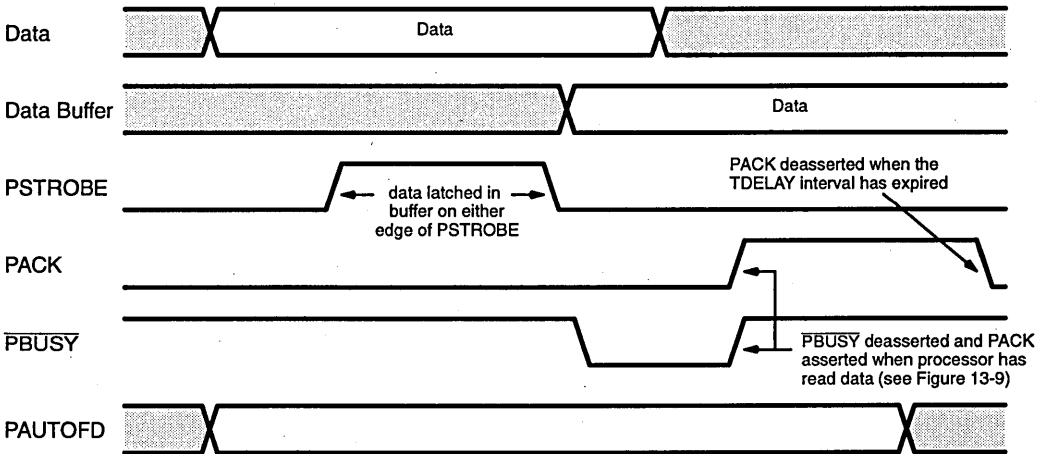 Data
Data
Data Buffer
Data
PSTROBE
data latched in
buffer on either
edge of PSTROBE
PACK deasserted when the
TDELAY interval has expired
PACK
PBUSY
PBUSY deasserted and PACK
asserted when processor has
read data (see Figure 13-9)
PAUTOFD